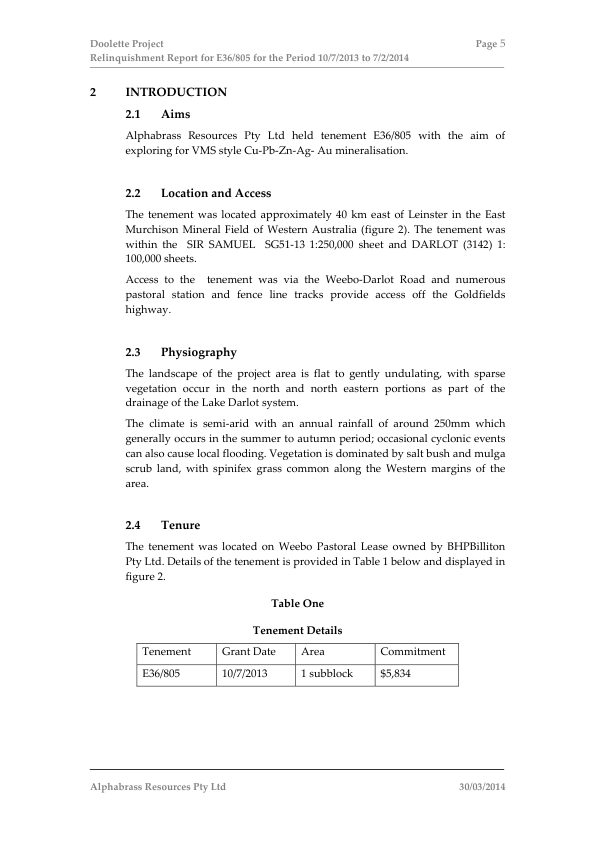 Doolette Project Page 5
Relinquishment Report for E36/805 for the Period 10/7/2013 to 7/2/2014
2 INTRODUCTION
2.1 Aims
Alphabrass Resources Pty Ltd held tenement E36/805 with the aim of
exploring for VMS style Cu-Pb-Zn-Ag- Au mineralisation.
2.2 Location and Access
The tenement was located approximately 40 km east of Leinster in the East
Murchison Mineral Field of Western Australia (figure 2). The tenement was
within the SIR SAMUEL SG51-13 1:250,000 sheet and DARLOT (3142) 1:
100,000 sheets.
Access to the tenement was via the Weebo-Darlot Road and numerous
pastoral station and fence line tracks provide access off the Goldfields
highway.
2.3 Physiography
The landscape of the project area is flat to gently undulating, with sparse
vegetation occur in the north and north eastern portions as part of the
drainage of the Lake Darlot system.
The climate is semi-arid with an annual rainfall of around 250mm which
generally occurs in the summer to autumn period; occasional cyclonic events
can also cause local flooding. Vegetation is dominated by salt bush and mulga
scrub land, with spinifex grass common along the Western margins of the
area.
2.4 Tenure
The tenement was located on Weebo Pastoral Lease owned by BHPBilliton
Pty Ltd. Details of the tenement is provided in Table 1 below and displayed in
figure 2.
Table One
Tenement Details
Tenement Grant Date Area Commitment
E36/805 10/7/2013 1 subblock $5,834
Alphabrass Resources Pty Ltd 30/03/2014